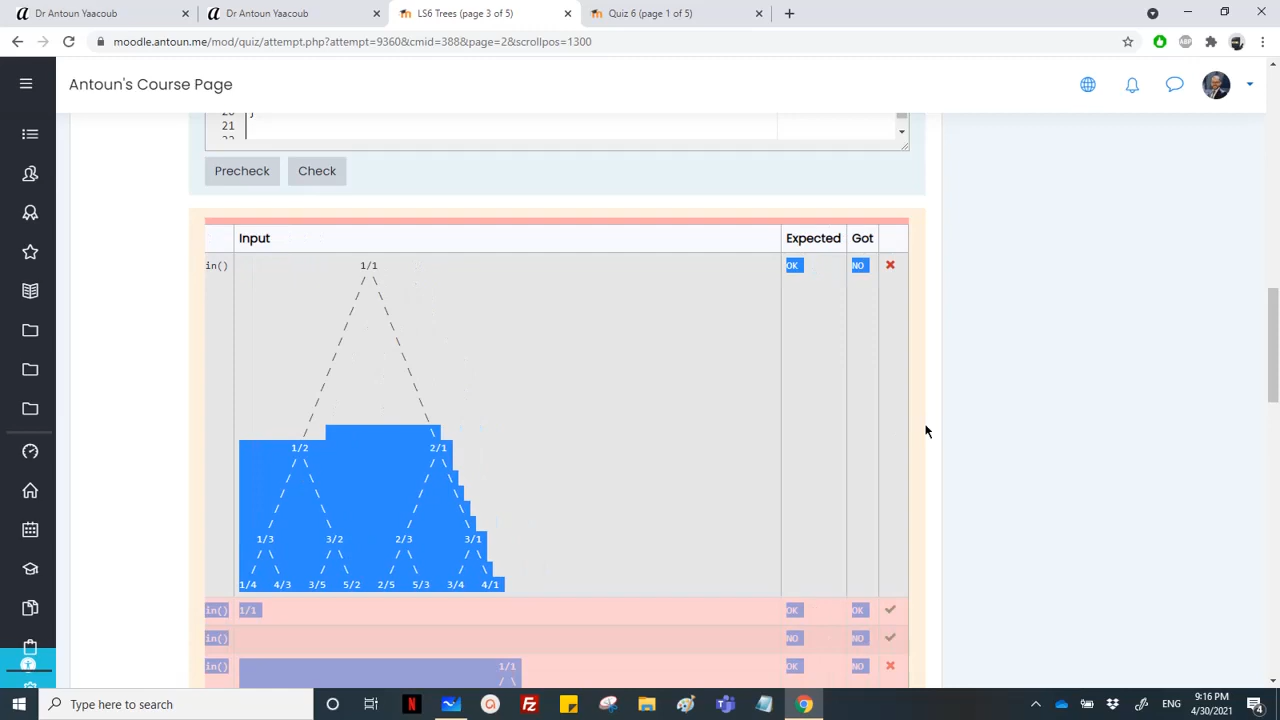 Dr Antoun Yaacoub
Dr Antoun Yaacoub
LS6 Trees (page 3 of 5)
Quiz 6 (page 1 of 5)
moodle.antoun.me/mod/quiz/attempt.php?attempt=9360&cmid=388&page=2&scrollpos=1300
ABP
Antoun's Course Page
21
Precheck Check
Input Expected Got
in() 1/1 OK NO
/ \
/ \
/ \
/ \
/ \
/ \
/ \
/ \
/ \
/ \
/ \
1/2 2/1
/ \ / \
/ \ / \
/ \ / \
/ \ / \
/ \ / \
1/3 3/2 2/3 3/1
/ \ / \ / \ / \
/ \ / \ / \ / \
1/4 4/3 3/5 5/2 2/5 5/3 3/4 4/1
in() 1/1 OK OK
in() NO NO
in() 1/1 OK NO
/ \
Type here to search
ENG
9:16 PM
4/30/2021
4